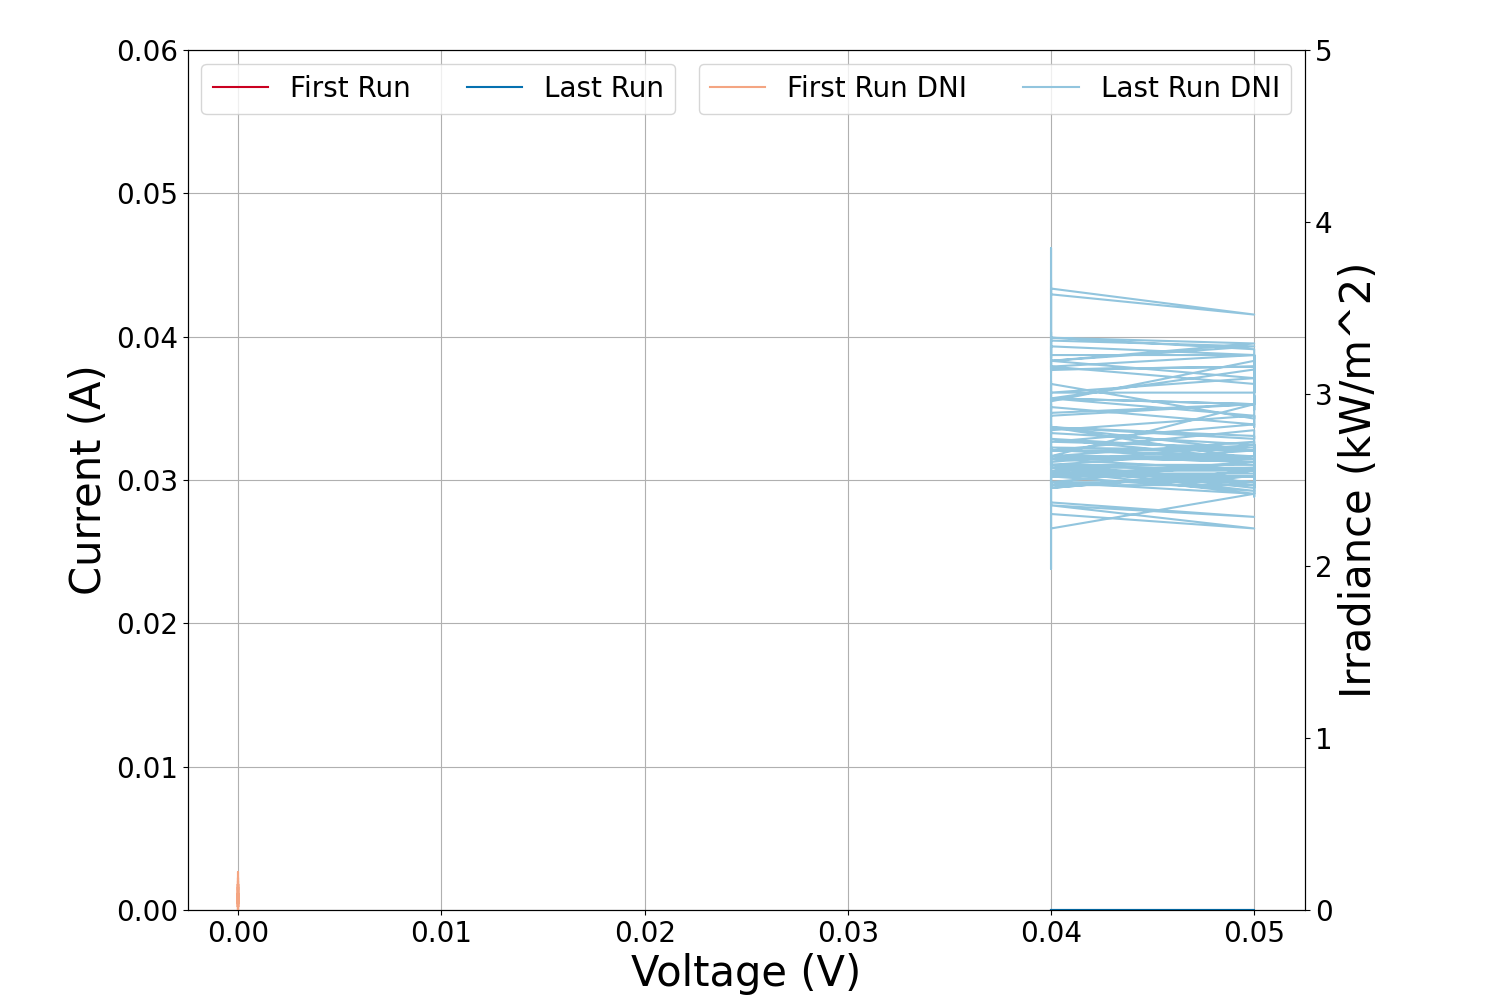 First Run
Last Run
First Run DNI
Last Run DNI
Current (A)
0.06
0.05
0.04
0.03
0.02
0.01
0.00
5
4
3
2
1
0
Irradiance (kW/m^2)
0.00 0.01 0.02 0.03 0.04 0.05
Voltage (V)